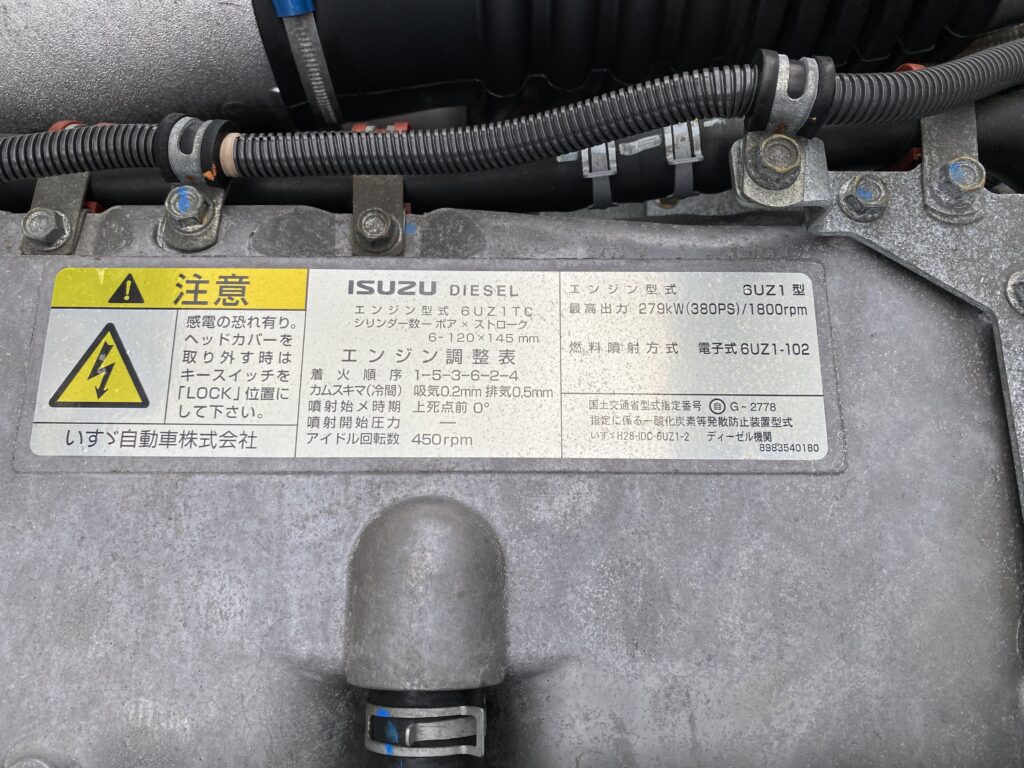 注意
感電の恐れ有り。
ヘッドカバーを
取り外す時は
キースイッチを
「LOCK」位置に
して下さい。
いすゞ自動車株式会社
ISUZU DIESEL
エンジン型式 6UZ1TC
シリンダー数−ボア×ストローク
6-120×145mm
エンジン調整表
着火順序 1-5-3-6-2-4
カムスキマ(冷間) 吸気0.2mm 排気0.5mm
噴射始メ時期 上死点前 0°
噴射開始圧力 —
アイドル回転数 450rpm
エンジン型式 6UZ1型
最高出力 279kW(380PS)/1800rpm
燃料噴射方式 電子式6UZ1-102
国土交通省型式指定番号 ㊐ G-2778
指定に係る一酸化炭素等発散防止装置型式
いすゞH28-IDC-6UZ1-2 ディーゼル機関
8983540180